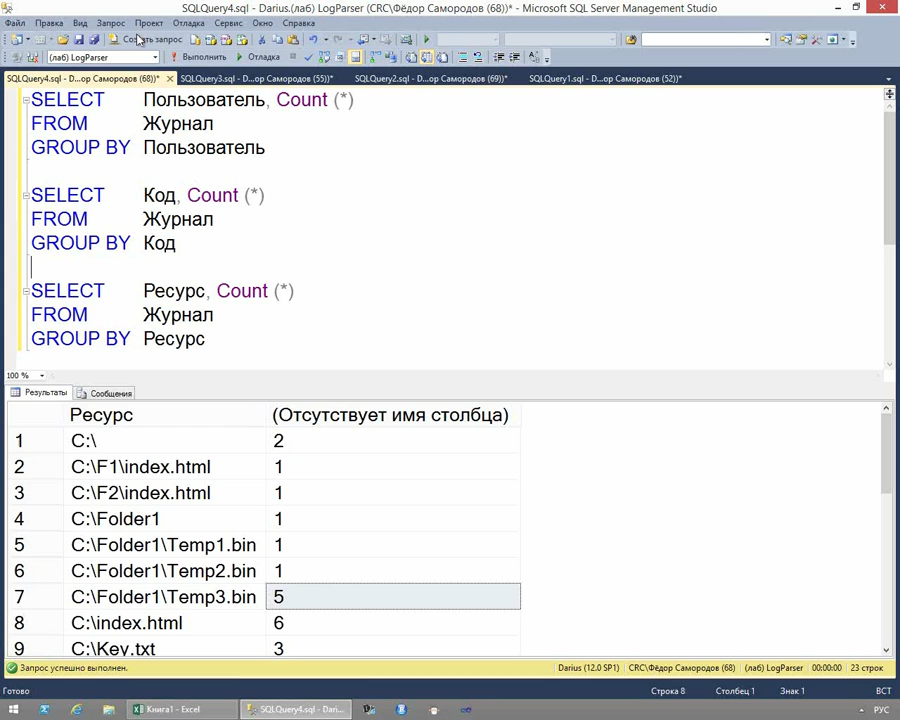 SQLQuery4.sql - Darius.(лаб) LogParser (CRC\Фёдор Самородов (68))* - Microsoft SQL Server Management Studio
Файл Правка Вид Запрос Проект Отладка Сервис Окно Справка
Создать запрос
(лаб) LogParser Выполнить Отладка
SQLQuery4.sql - D...ор Самородов (68))* SQLQuery3.sql - D...ор Самородов (55))* SQLQuery2.sql - D...ор Самородов (69))* SQLQuery1.sql - D...ор Самородов (52))*
SELECT Пользователь, Count (*)
FROM Журнал
GROUP BY Пользователь
SELECT Код, Count (*)
FROM Журнал
GROUP BY Код
SELECT Ресурс, Count (*)
FROM Журнал
GROUP BY Ресурс
100 %
Результаты Сообщения
Ресурс (Отсутствует имя столбца)
1 C:\ 2
2 C:\F1\index.html 1
3 C:\F2\index.html 1
4 C:\Folder1 1
5 C:\Folder1\Temp1.bin 1
6 C:\Folder1\Temp2.bin 1
7 C:\Folder1\Temp3.bin 5
8 C:\index.html 6
9 C:\Key.txt 3
Запрос успешно выполнен. Darius (12.0 SP1) CRC\Фёдор Самородов (68) (лаб) LogParser 00:00:00 23 строк
Готово Строка 8 Столбец 1 Знак 1 ВСТ
Книга1 - Excel SQLQuery4.sql - Dari... РУС